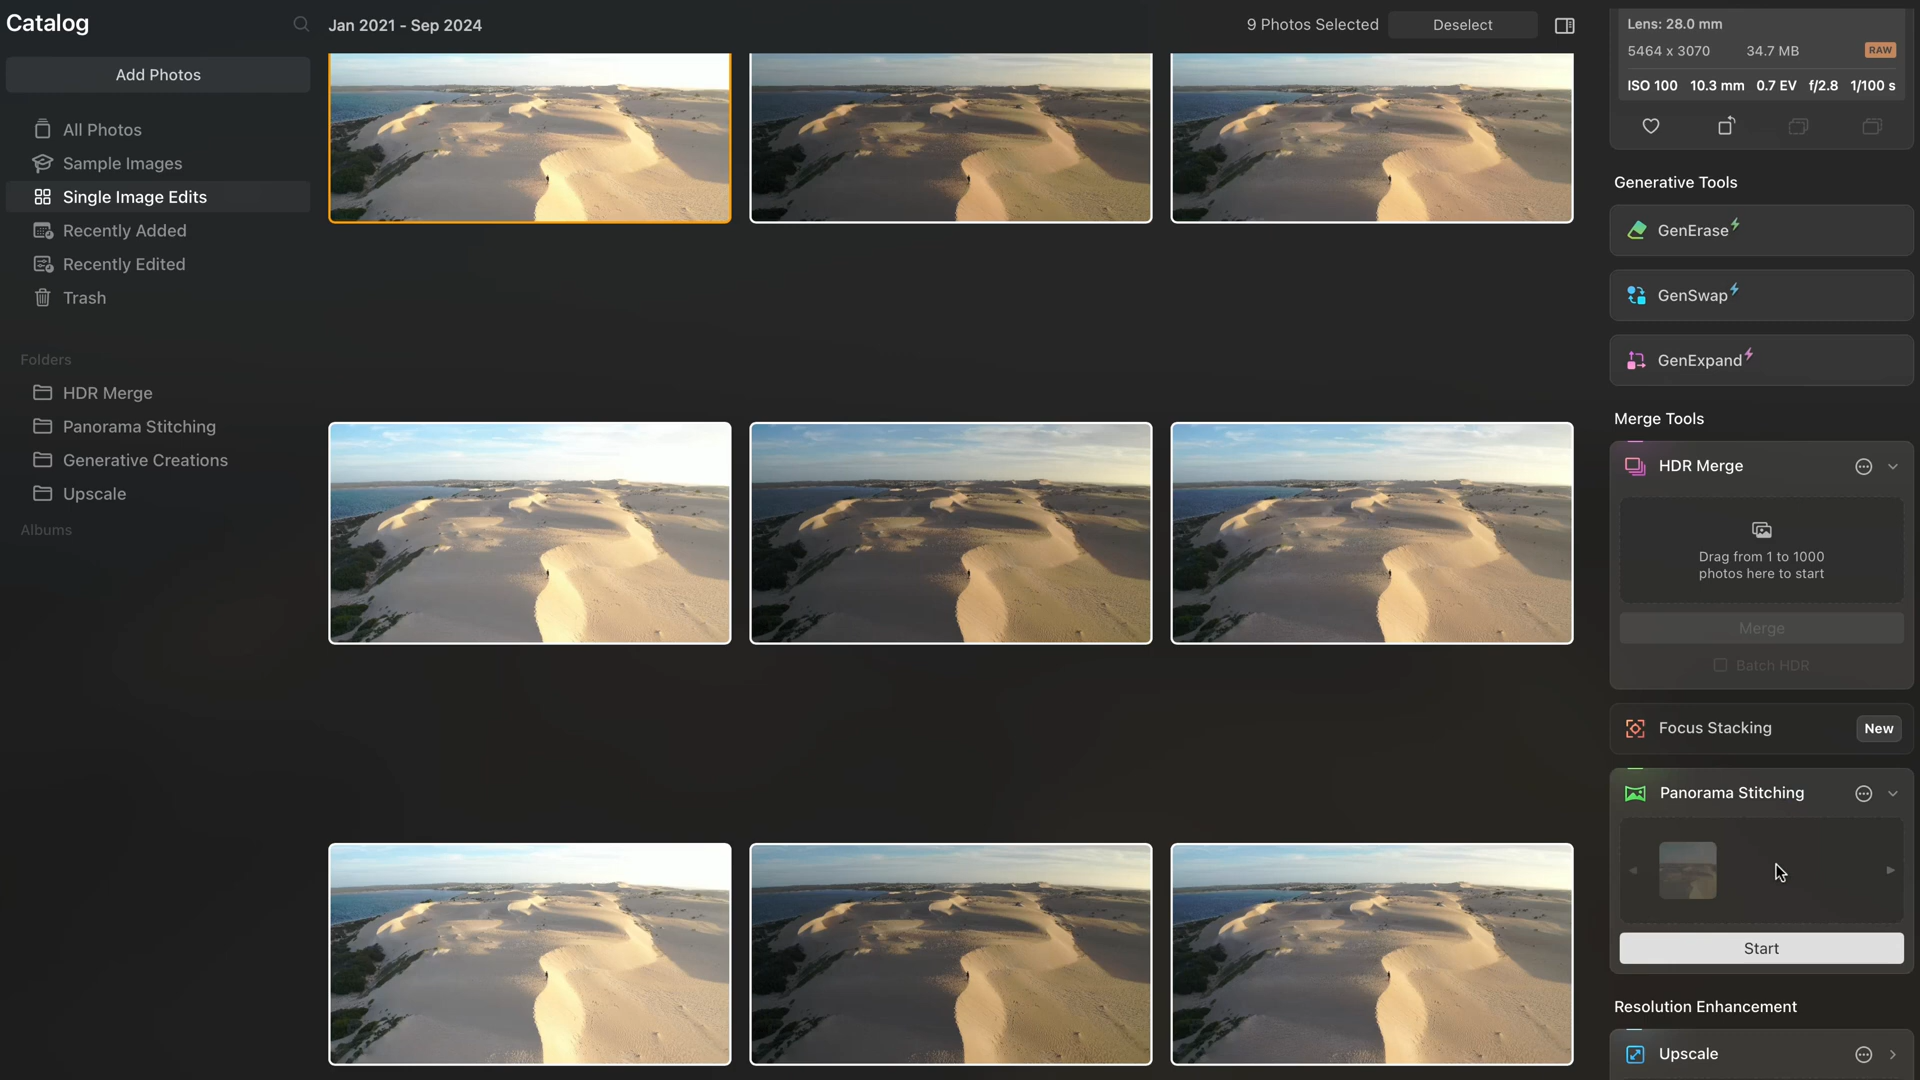 Catalog
Jan 2021 - Sep 2024
9 Photos Selected
Deselect
Add Photos
All Photos
Sample Images
Single Image Edits
Recently Added
Recently Edited
Trash
Folders
HDR Merge
Panorama Stitching
Generative Creations
Upscale
Albums
Lens: 28.0 mm
5464 x 3070 34.7 MB RAW
ISO 100 10.3 mm 0.7 EV f/2.8 1/100 s
Generative Tools
GenErase
GenSwap
GenExpand
Merge Tools
HDR Merge
Drag from 1 to 1000
photos here to start
Merge
Batch HDR
Focus Stacking New
Panorama Stitching
Start
Resolution Enhancement
Upscale